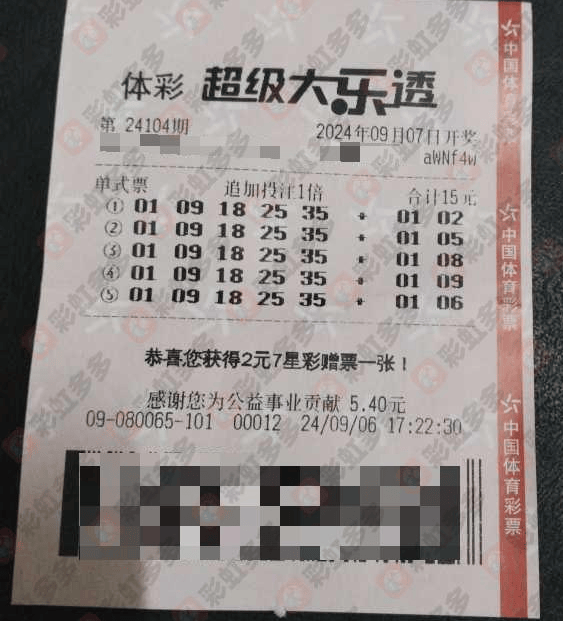 体彩 超级大乐透
第 24104期 2024年09月07日开奖
aWNf4w
单式票 追加投注1倍 合计15元
① 01 09 18 25 35 * 01 02
② 01 09 18 25 35 * 01 05
③ 01 09 18 25 35 * 01 08
④ 01 09 18 25 35 * 01 09
⑤ 01 09 18 25 35 * 01 06
恭喜您获得2元7星彩赠票一张！
感谢您为公益事业贡献 5.40元
09-080065-101 00012 24/09/06 17:22:30
中国体育彩票
中国体育彩票
中国体育彩票
彩虹多多